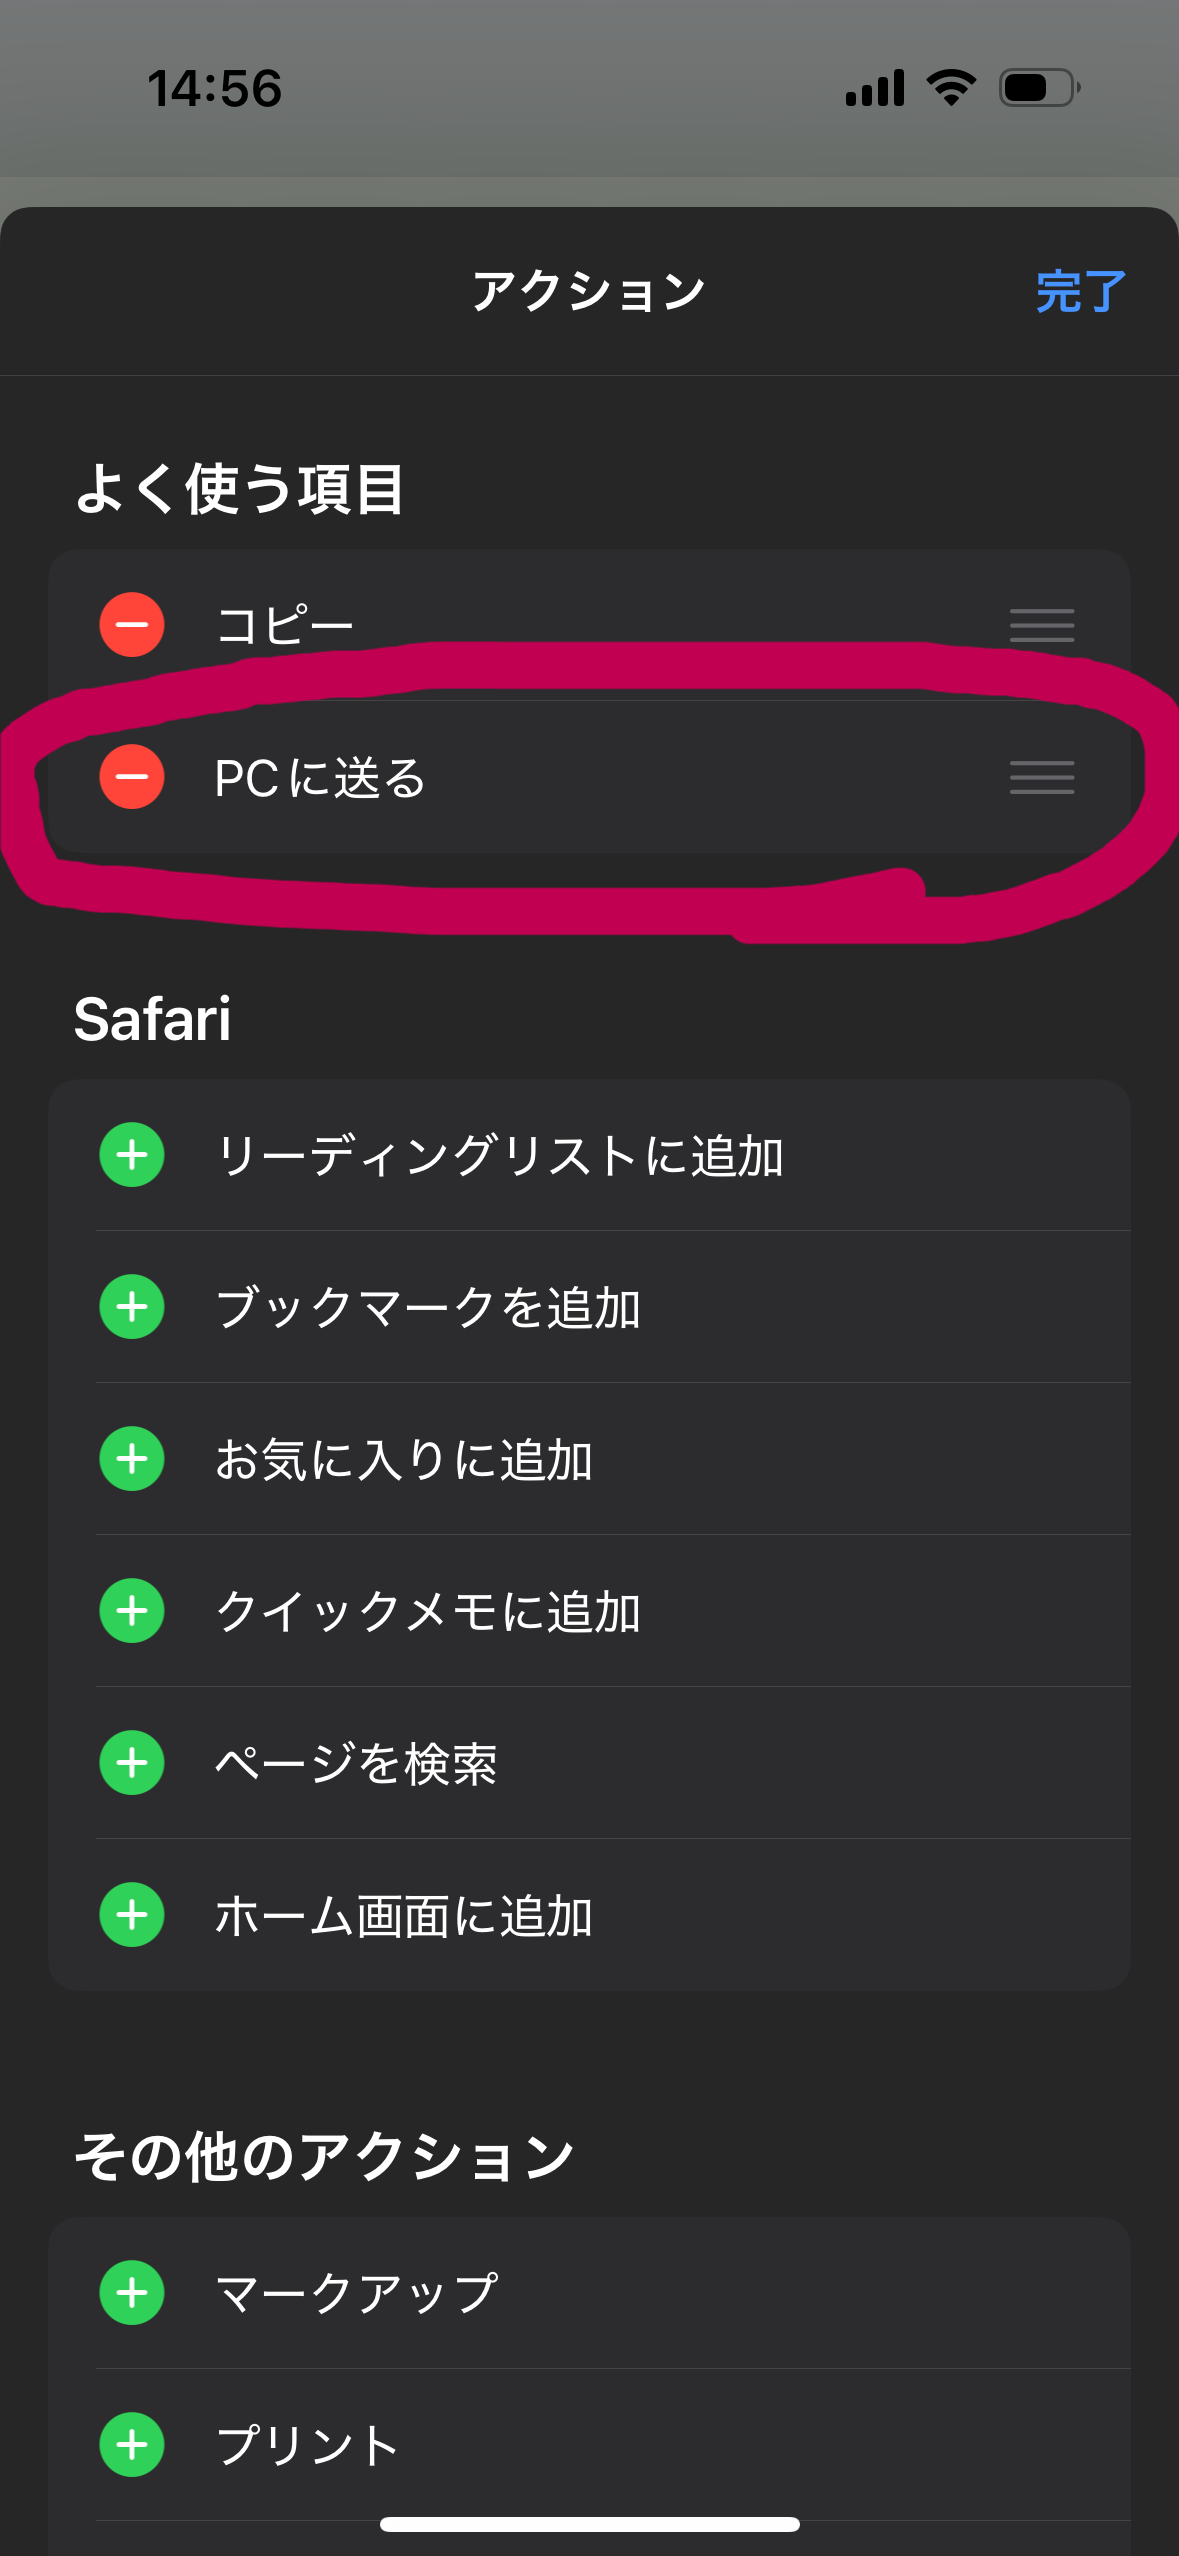 14:56
アクション
完了
よく使う項目
コピー
PCに送る
Safari
リーディングリストに追加
ブックマークを追加
お気に入りに追加
クイックメモに追加
ページを検索
ホーム画面に追加
その他のアクション
マークアップ
プリント